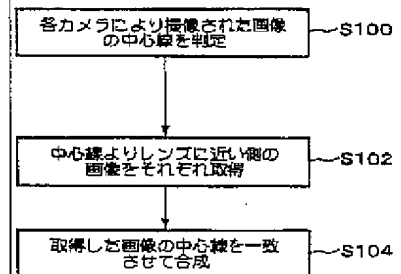 各カメラにより撮像された画像
の中心線を判定
S100
中心線よりレンズに近い側の
画像をそれぞれ取得
S102
取得した画像の中心線を一致
させて合成
S104